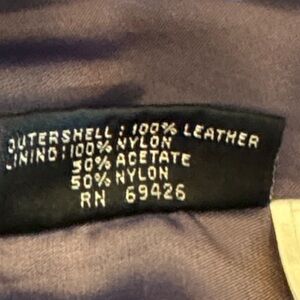 OUTERSHELL: 100% LEATHER
LINING: 100% NYLON
50% ACETATE
50% NYLON
RN 69426